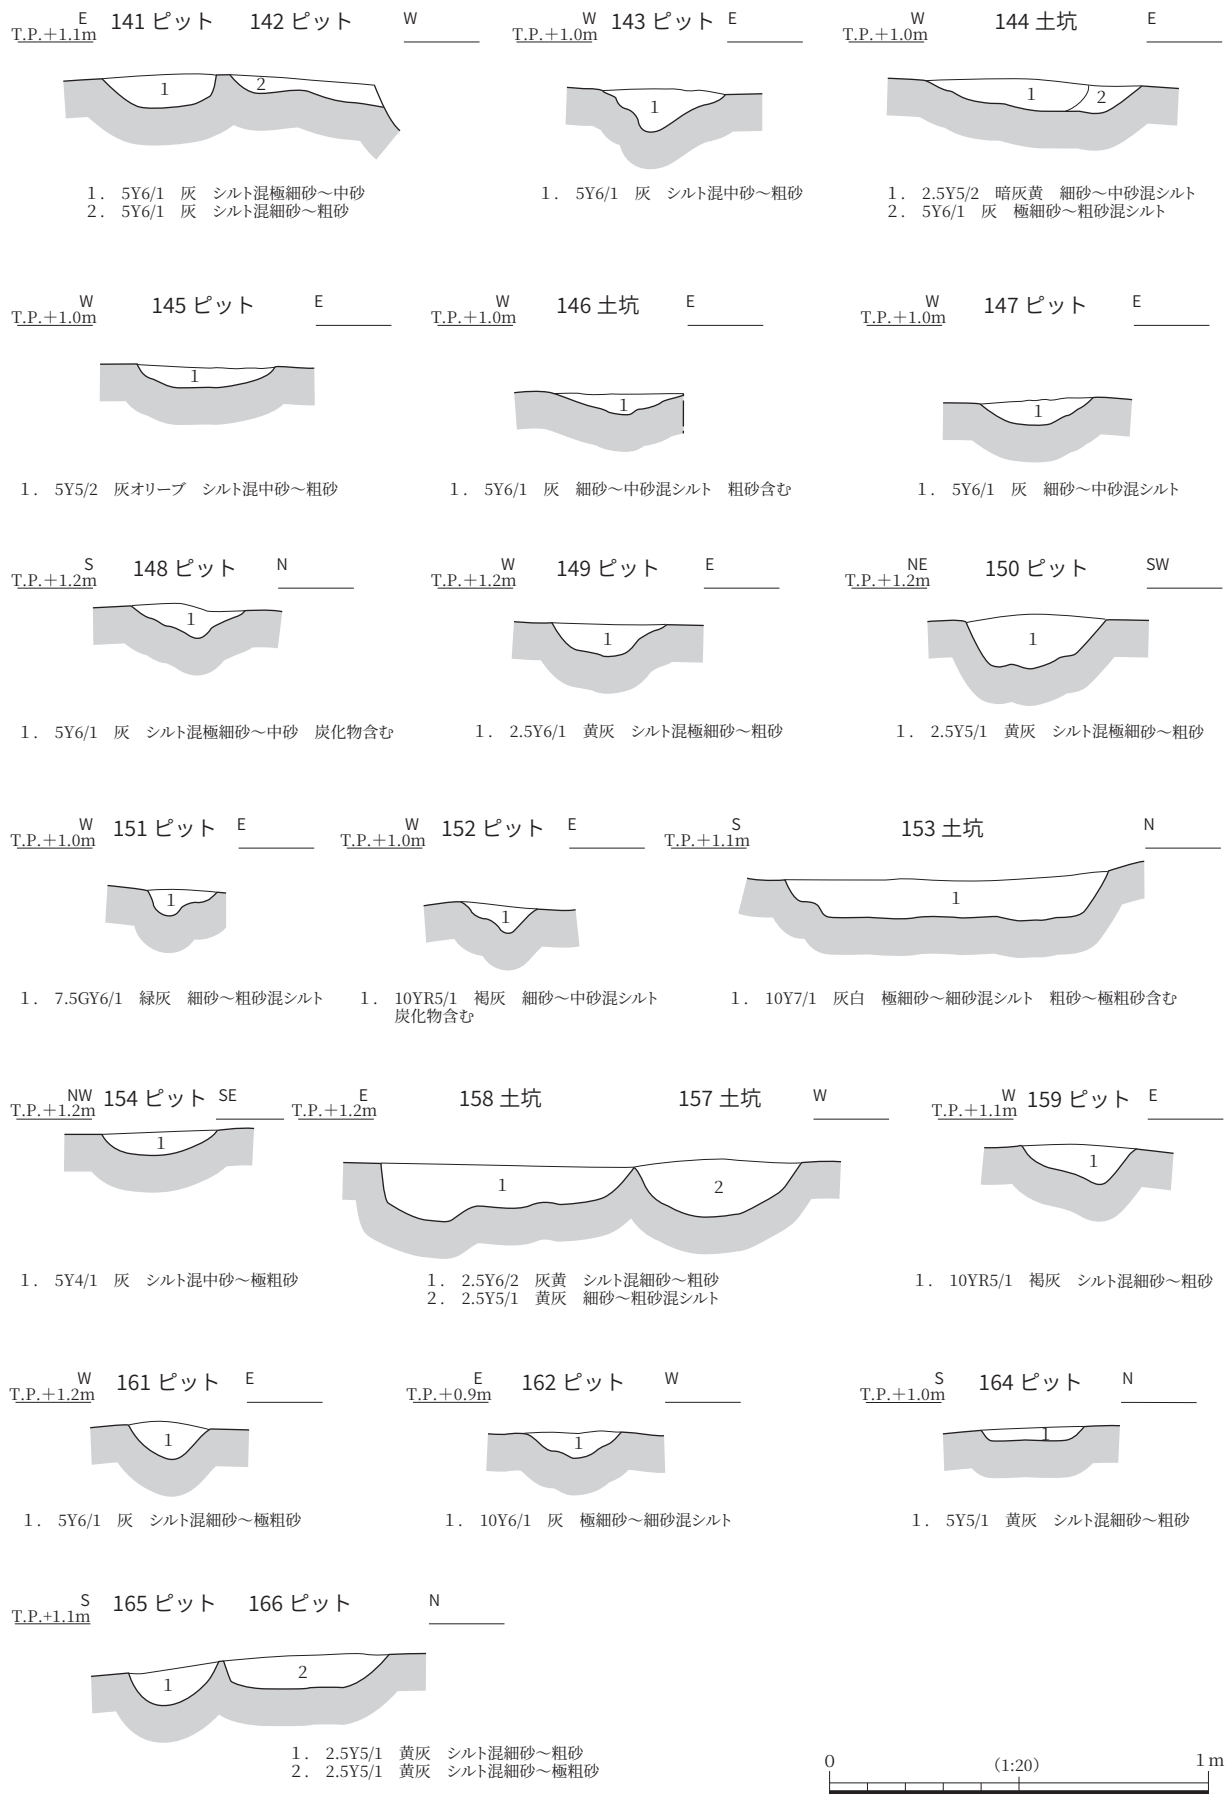 E 141 ピット 142 ピット W
T.P.＋1.1m
1
2
1． 5Y6/1 灰 シルト混極細砂～中砂
2． 5Y6/1 灰 シルト混細砂～粗砂
W 143 ピット E
T.P.＋1.0m
1
1． 5Y6/1 灰 シルト混中砂～粗砂
W 144 土坑 E
T.P.＋1.0m
1
2
1． 2.5Y5/2 暗灰黄 細砂～中砂混シルト
2． 5Y6/1 灰 極細砂～粗砂混シルト
W 145 ピット E
T.P.＋1.0m
1
1． 5Y5/2 灰オリーブ シルト混中砂～粗砂
W 146 土坑 E
T.P.＋1.0m
1
1． 5Y6/1 灰 細砂～中砂混シルト 粗砂含む
W 147 ピット E
T.P.＋1.0m
1
1． 5Y6/1 灰 細砂～中砂混シルト
S 148 ピット N
T.P.＋1.2m
1
1． 5Y6/1 灰 シルト混極細砂～中砂 炭化物含む
W 149 ピット E
T.P.＋1.2m
1
1． 2.5Y6/1 黄灰 シルト混極細砂～粗砂
NE 150 ピット SW
T.P.＋1.2m
1
1． 2.5Y5/1 黄灰 シルト混極細砂～粗砂
W 151 ピット E
T.P.＋1.0m
1
1． 7.5GY6/1 緑灰 細砂～粗砂混シルト
W 152 ピット E
T.P.＋1.0m
1
1． 10YR5/1 褐灰 細砂～中砂混シルト
炭化物含む
S 153 土坑 N
T.P.＋1.1m
1
1． 10Y7/1 灰白 極細砂～細砂混シルト 粗砂～極粗砂含む
NW 154 ピット SE
T.P.＋1.2m
1
1． 5Y4/1 灰 シルト混中砂～極粗砂
E 158 土坑 157 土坑 W
T.P.＋1.2m
1
2
1． 2.5Y6/2 灰黄 シルト混細砂～粗砂
2． 2.5Y5/1 黄灰 細砂～粗砂混シルト
W 159 ピット E
T.P.＋1.1m
1
1． 10YR5/1 褐灰 シルト混細砂～粗砂
W 161 ピット E
T.P.＋1.2m
1
1． 5Y6/1 灰 シルト混細砂～極粗砂
E 162 ピット W
T.P.＋0.9m
1
1． 10Y6/1 灰 極細砂～細砂混シルト
S 164 ピット N
T.P.＋1.0m
1
1． 5Y5/1 黄灰 シルト混細砂～粗砂
S 165 ピット 166 ピット N
T.P.+1.1m
1
2
1． 2.5Y5/1 黄灰 シルト混細砂～粗砂
2． 2.5Y5/1 黄灰 シルト混細砂～極粗砂
0 (1:20) 1 m